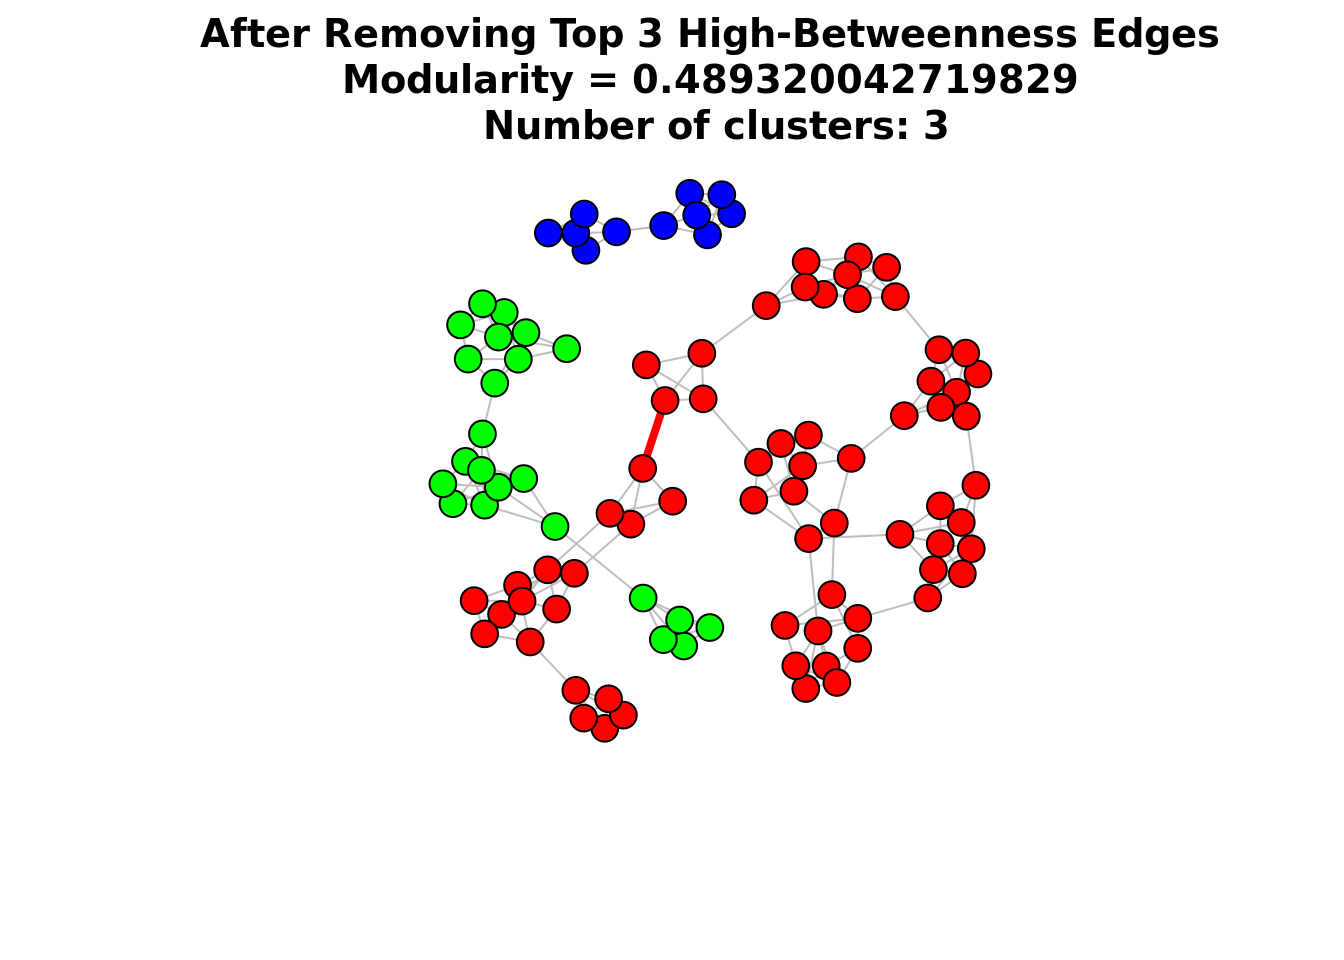 After Removing Top 3 High-Betweenness Edges
Modularity = 0.489320042719829
Number of clusters: 3